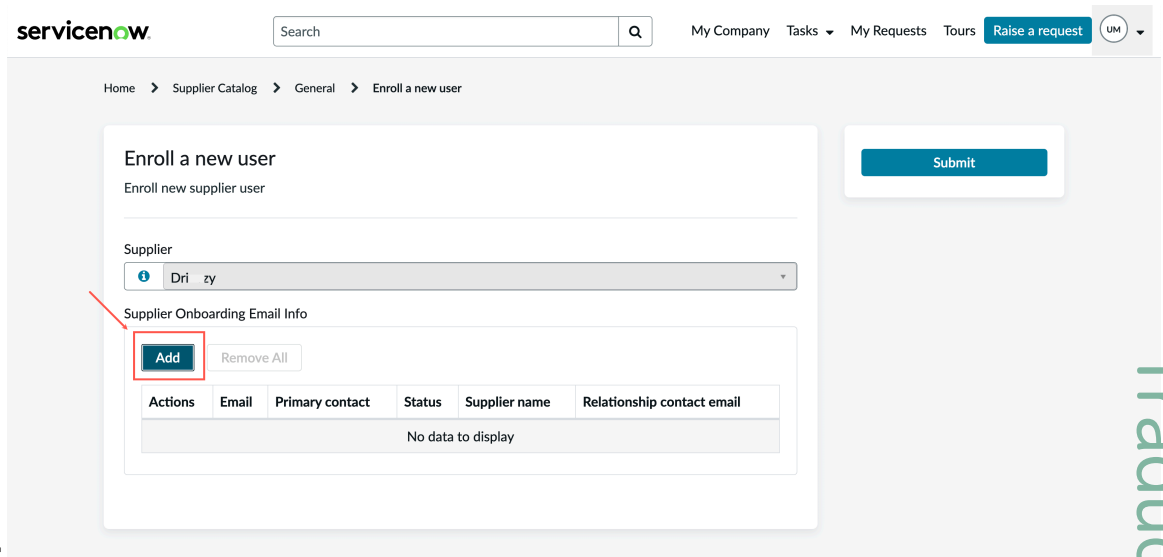 servicenow.
Search
My Company Tasks My Requests Tours Raise a request UM
Home Supplier Catalog General Enroll a new user
Enroll a new user
Enroll new supplier user
Submit
Supplier
Dri zy
Supplier Onboarding Email Info
Add Remove All
Actions Email Primary contact Status Supplier name Relationship contact email
No data to display